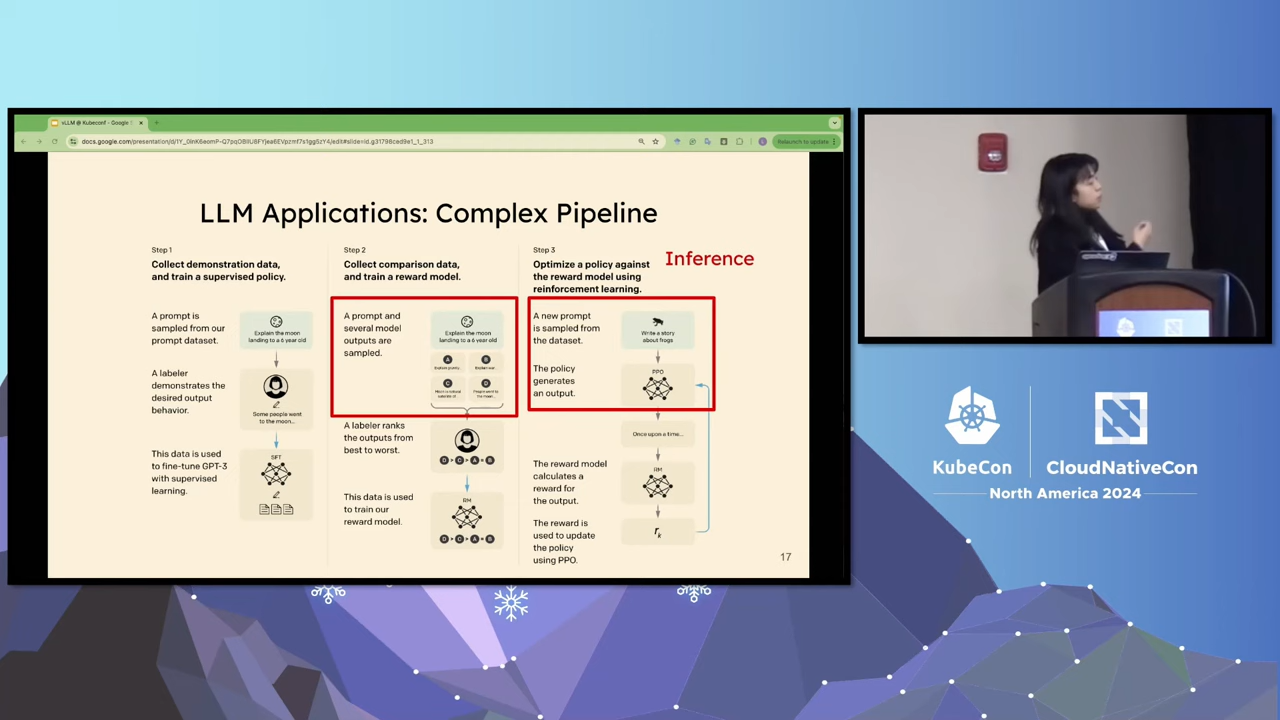 vLLM @ Kubeconf - Google S
Relaunch to update
LLM Applications: Complex Pipeline
Step 1
Collect demonstration data,
and train a supervised policy.
A prompt is
sampled from our
prompt dataset.
Explain the moon
landing to a 6 year old
A labeler
demonstrates the
desired output
behavior.
Some people went
to the moon...
This data is used
to fine-tune GPT-3
with supervised
learning.
SFT
Step 2
Collect comparison data,
and train a reward model.
A prompt and
several model
outputs are
sampled.
Explain the moon
landing to a 6 year old
A
B
C
D
A labeler ranks
the outputs from
best to worst.
D > C > A = B
This data is used
to train our
reward model.
RM
D > C > A = B
Step 3
Optimize a policy against
the reward model using
reinforcement learning.
Inference
A new prompt
is sampled from
the dataset.
Write a story
about frogs
The policy
generates
an output.
PPO
Once upon a time...
The reward model
calculates a
reward for
the output.
RM
The reward is
used to update
the policy
using PPO.
rk
17
KubeCon
CloudNativeCon
North America 2024